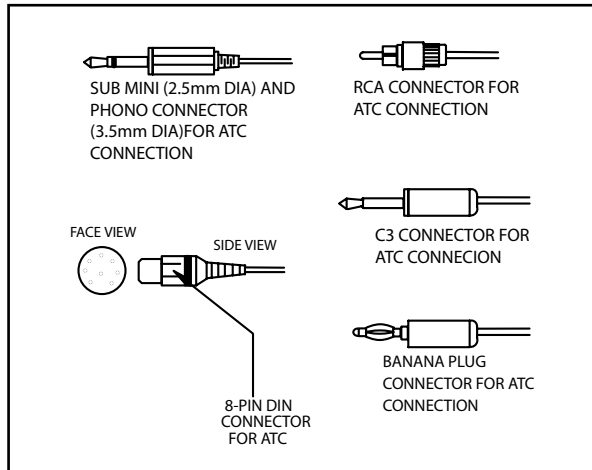 SUB MINI (2.5mm DIA) AND
PHONO CONNECTOR
(3.5mm DIA)FOR ATC
CONNECTION
RCA CONNECTOR FOR
ATC CONNECTION
C3 CONNECTOR FOR
ATC CONNECION
FACE VIEW
SIDE VIEW
8-PIN DIN
CONNECTOR
FOR ATC
BANANA PLUG
CONNECTOR FOR ATC
CONNECTION